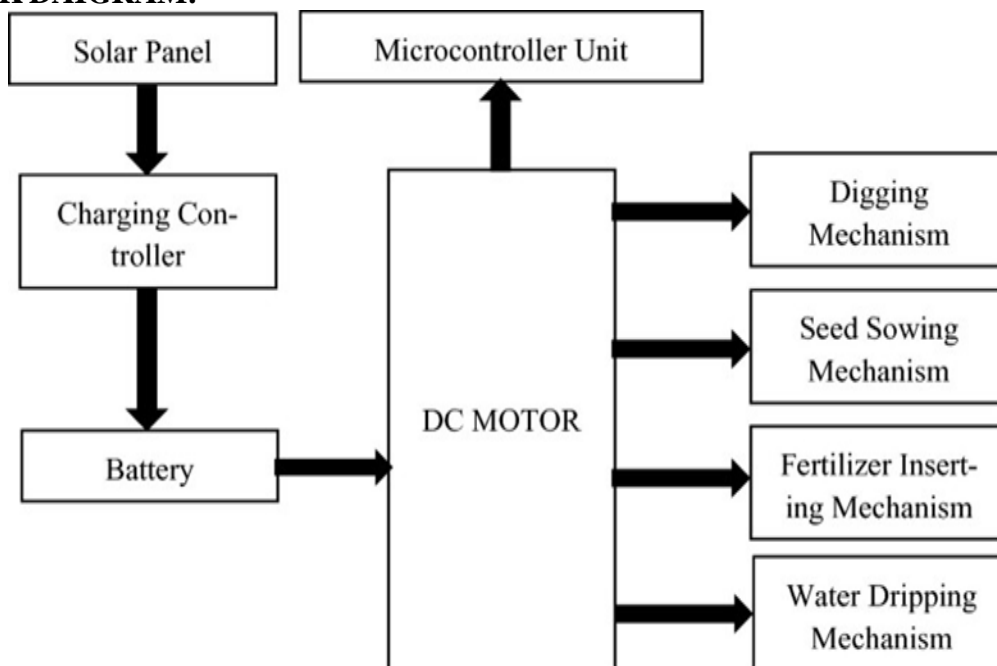 K DAIGRAM:
Solar Panel
Microcontroller Unit
Charging Con-
troller
Digging
Mechanism
Seed Sowing
Mechanism
DC MOTOR
Battery
Fertilizer Insert-
ing Mechanism
Water Dripping
Mechanism